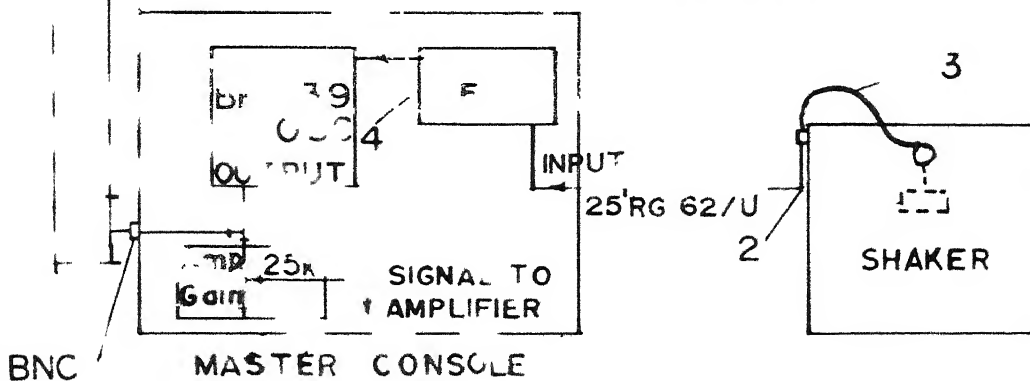 3
4
INPUT
25' RG 62/U
2
SHAKER
25K
Gain
SIGNAL TO
AMPLIFIER
BNC
MASTER CONSOLE